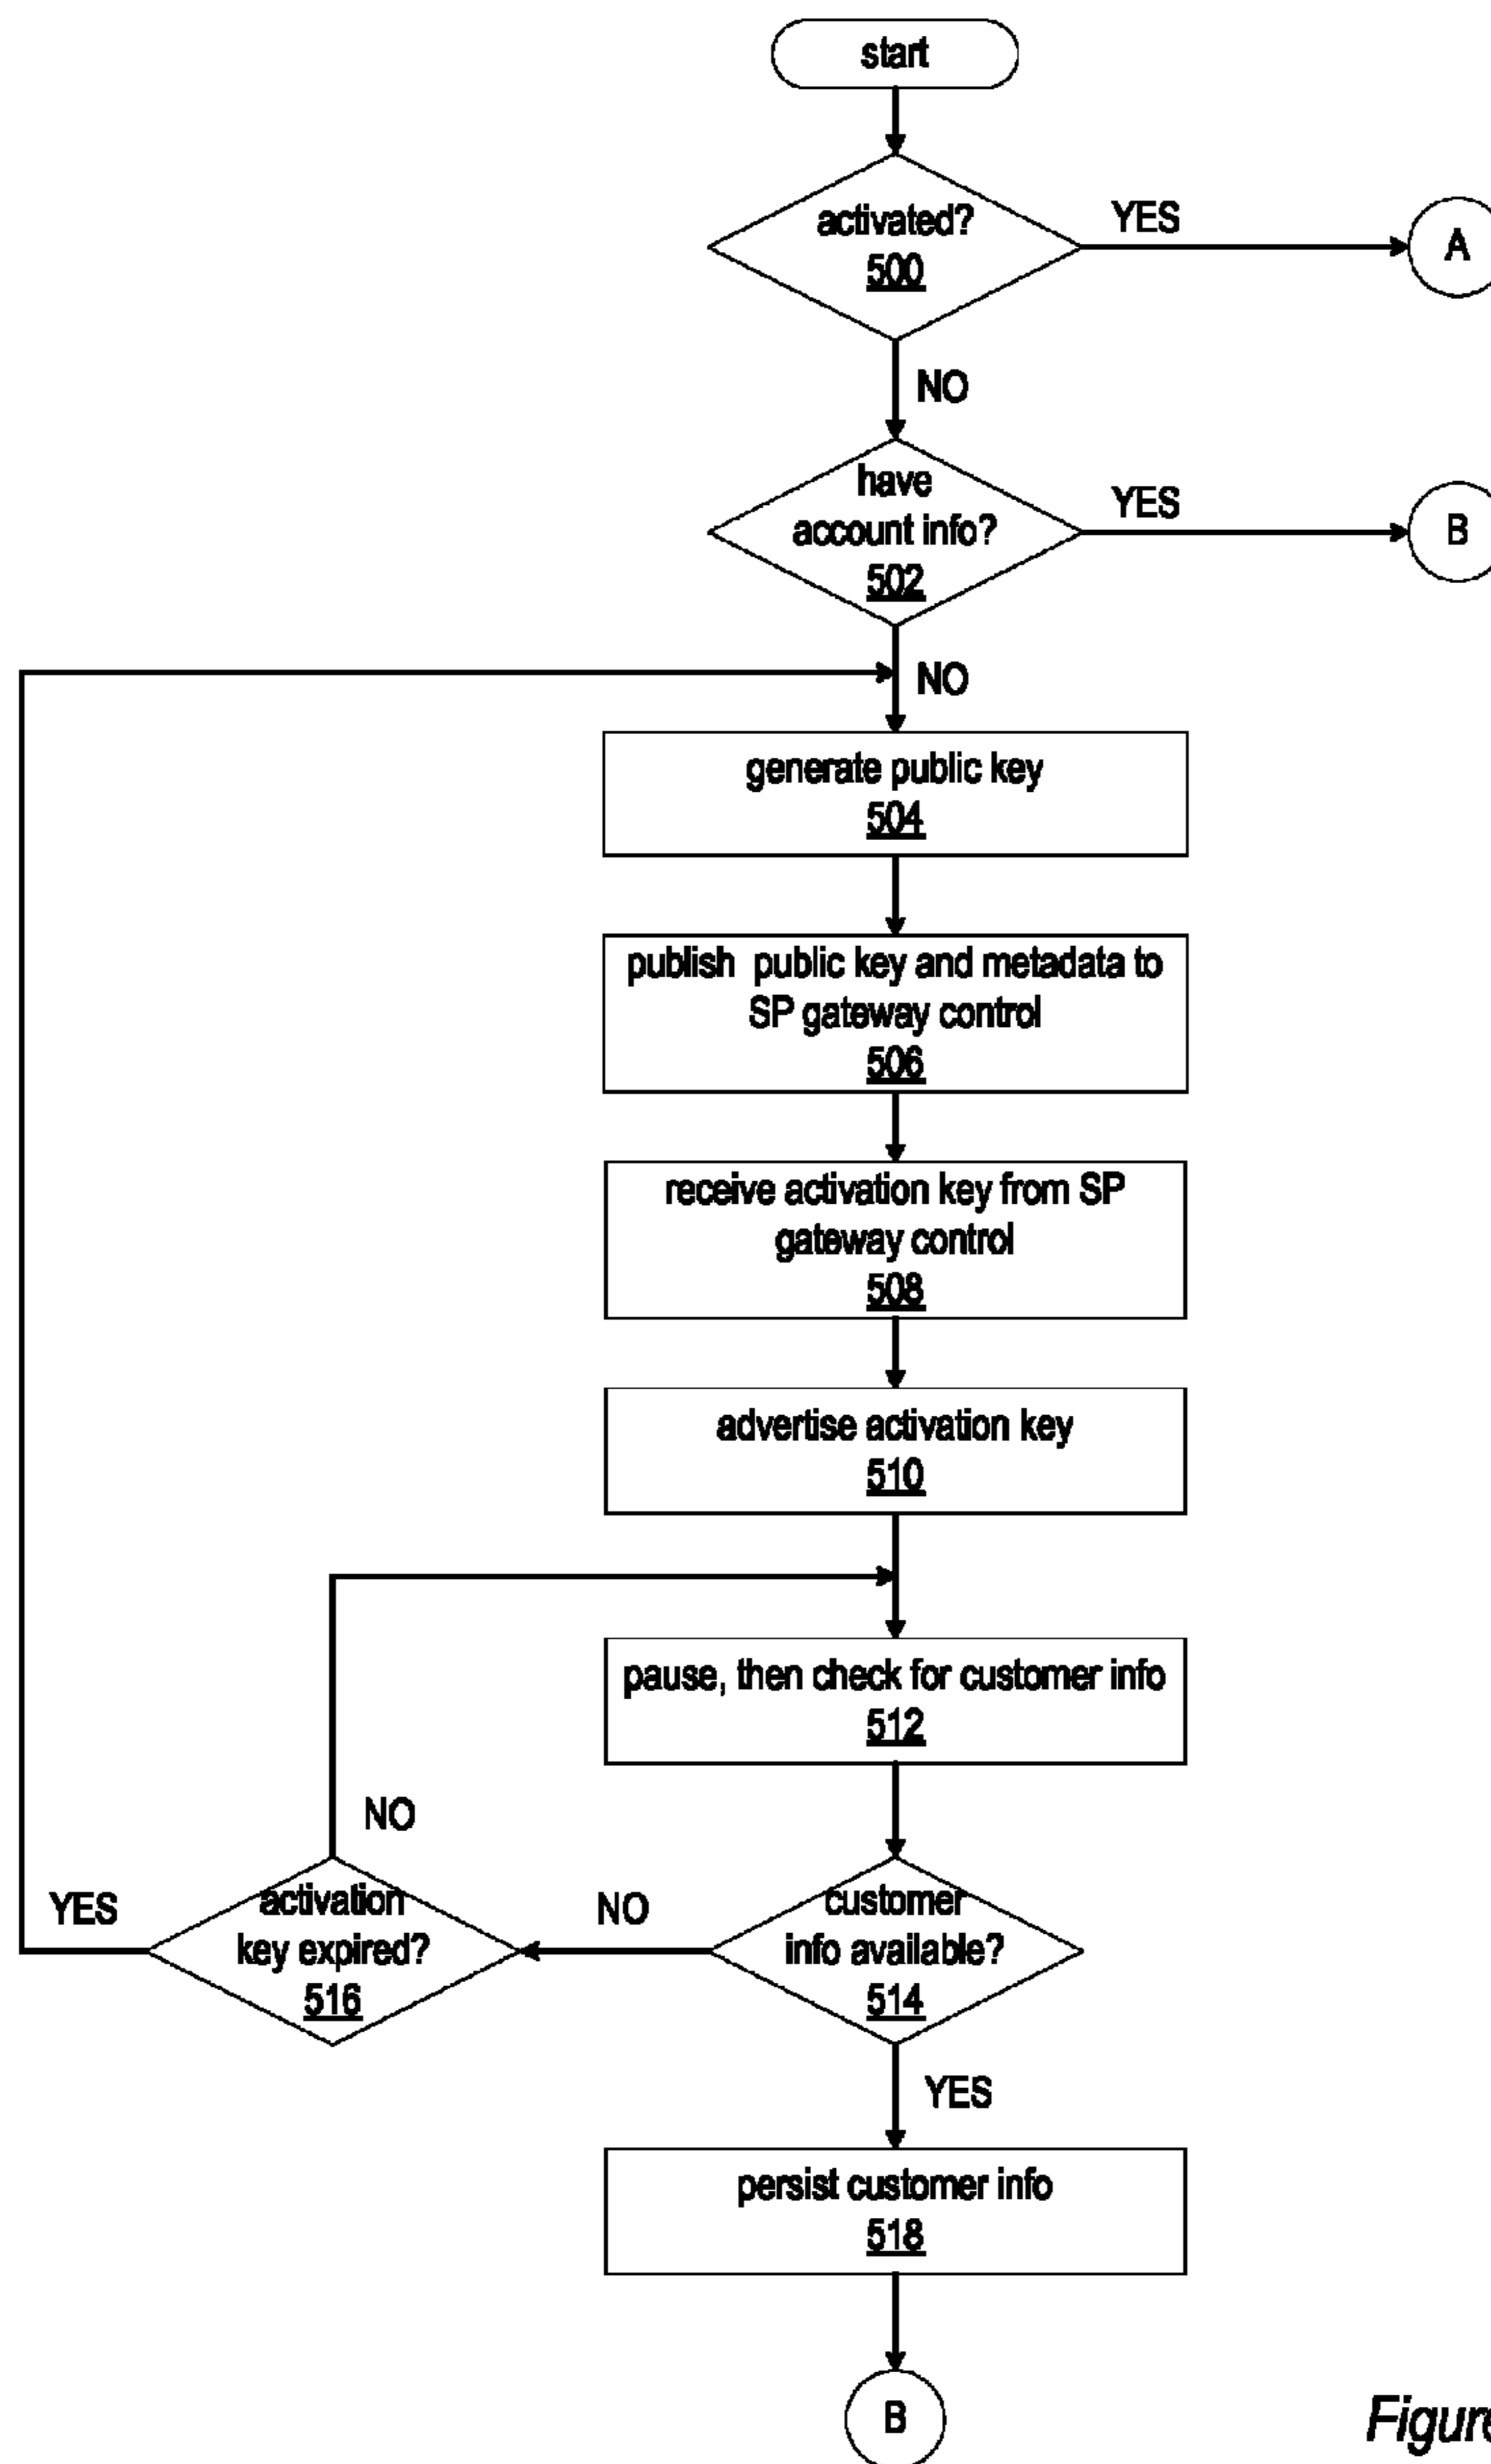 start
activated?
500
YES
A
NO
have
account info?
502
YES
B
NO
generate public key
504
publish public key and metadata to
SP gateway control
506
receive activation key from SP
gateway control
508
advertise activation key
510
pause, then check for customer info
512
NO
YES
activation
key expired?
516
NO
customer
info available?
514
YES
persist customer info
518
B
Figure